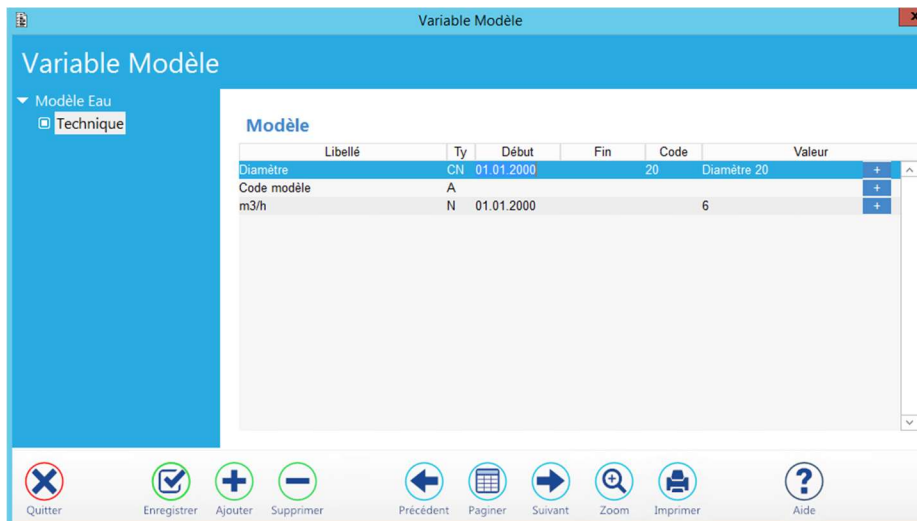 Variable Modèle
Variable Modèle
Modèle Eau
Technique
Modèle
Libellé Ty Début Fin Code Valeur
Diamètre CN 01.01.2000 20 Diamètre 20 +
Code modèle A +
m3/h N 01.01.2000 6 +
Quitter Enregistrer Ajouter Supprimer Précédent Paginer Suivant Zoom Imprimer Aide